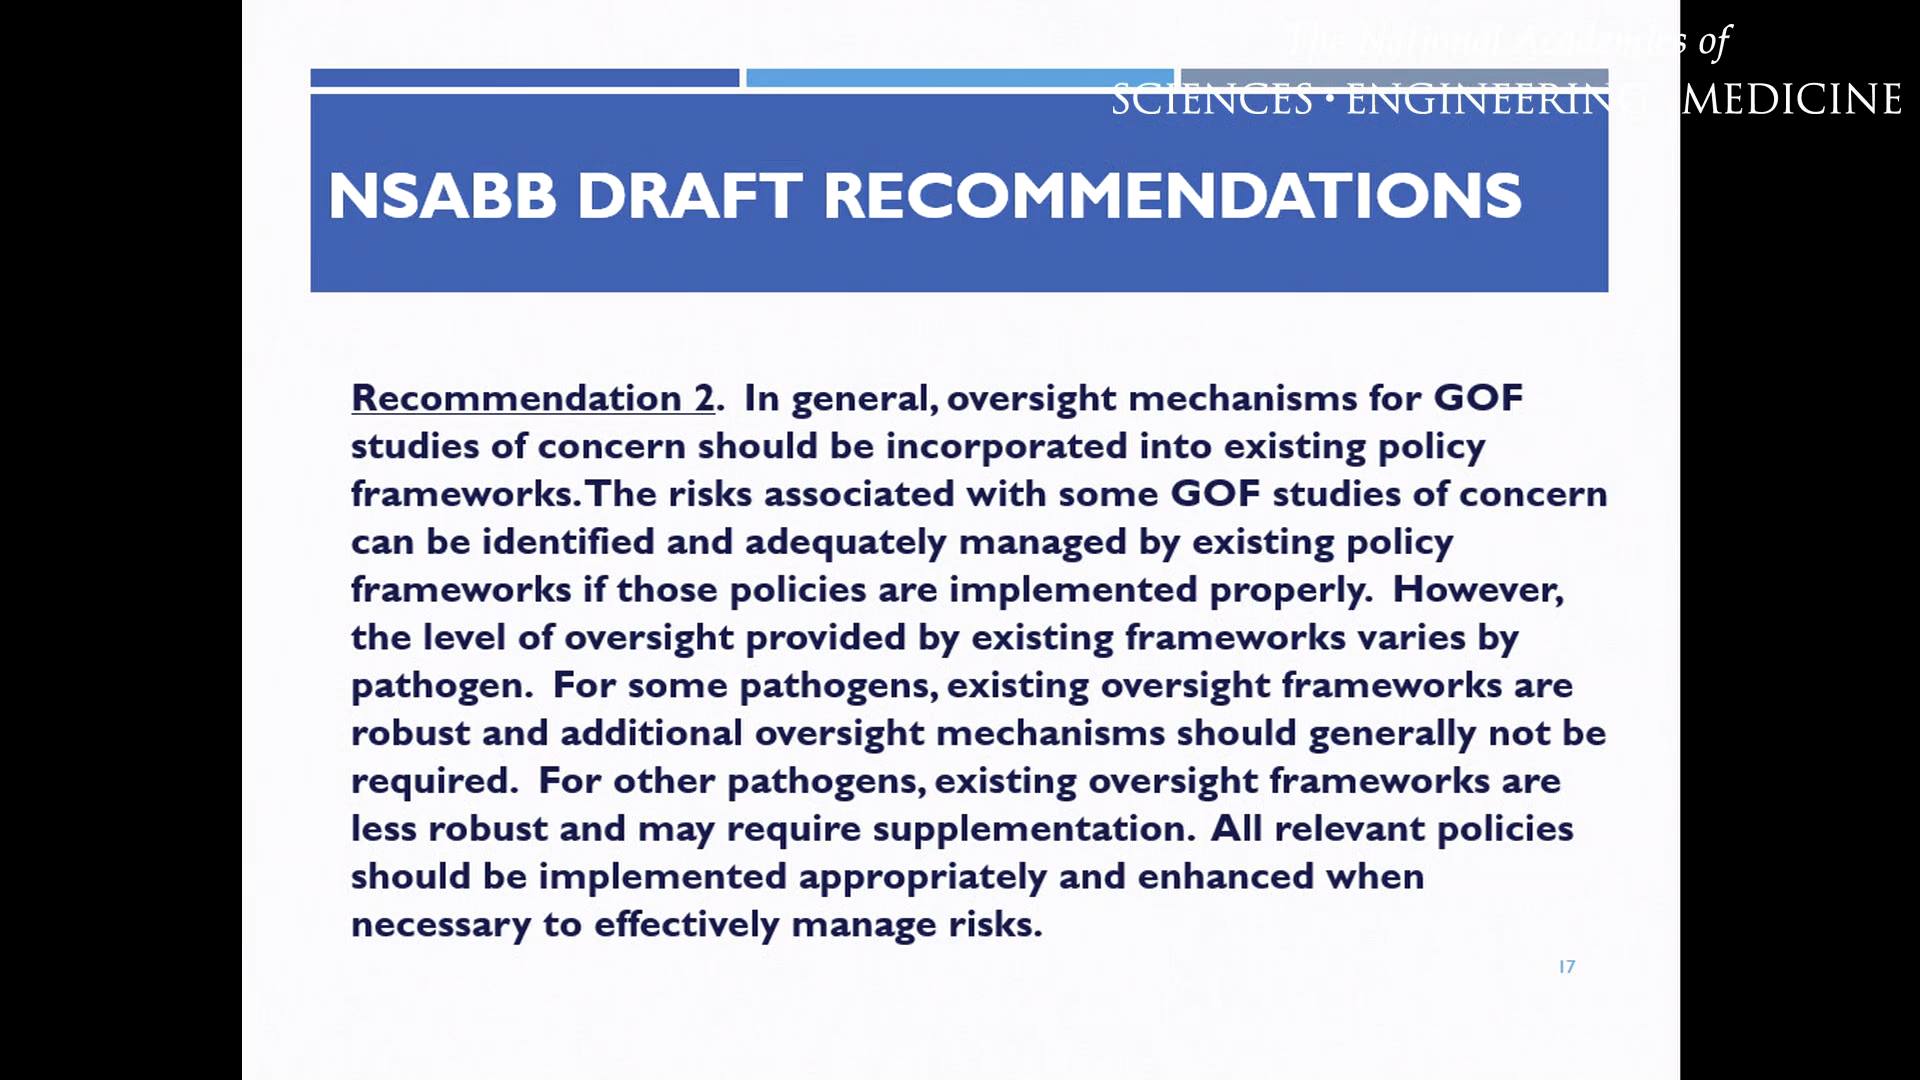 The National Academies of
SCIENCES • ENGINEERING • MEDICINE
NSABB DRAFT RECOMMENDATIONS
Recommendation 2.  In general, oversight mechanisms for GOF
studies of concern should be incorporated into existing policy
frameworks. The risks associated with some GOF studies of concern
can be identified and adequately managed by existing policy
frameworks if those policies are implemented properly.  However,
the level of oversight provided by existing frameworks varies by
pathogen.  For some pathogens, existing oversight frameworks are
robust and additional oversight mechanisms should generally not be
required.  For other pathogens, existing oversight frameworks are
less robust and may require supplementation.  All relevant policies
should be implemented appropriately and enhanced when
necessary to effectively manage risks.
17